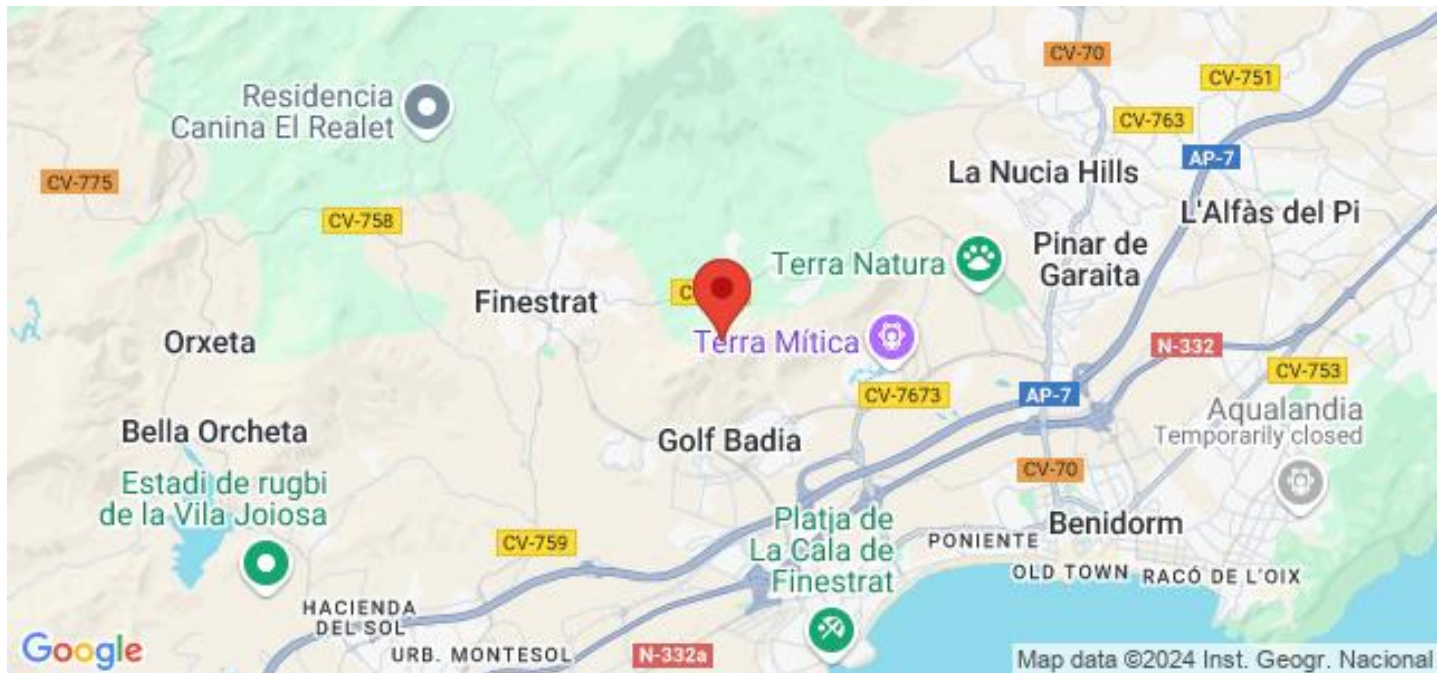 CV-70
CV-751
Residencia
Canina El Realet
CV-763
AP-7
La Nucia Hills
CV-775
L'Alfàs del Pi
CV-758
Terra Natura
Pinar de
Garaita
Finestrat
C
Orxeta
Terra Mítica
N-332
CV-753
CV-7673
AP-7
Aqualandia
Temporarily closed
Bella Orcheta
Golf Badia
CV-70
Estadi de rugbi
de la Vila Joiosa
Platja de
La Cala de
Finestrat
Benidorm
CV-759
PONIENTE
OLD TOWN
RACÓ DE L'OIX
HACIENDA
DEL SOL
URB. MONTESOL
N-332a
Google
Map data ©2024 Inst. Geogr. Nacional